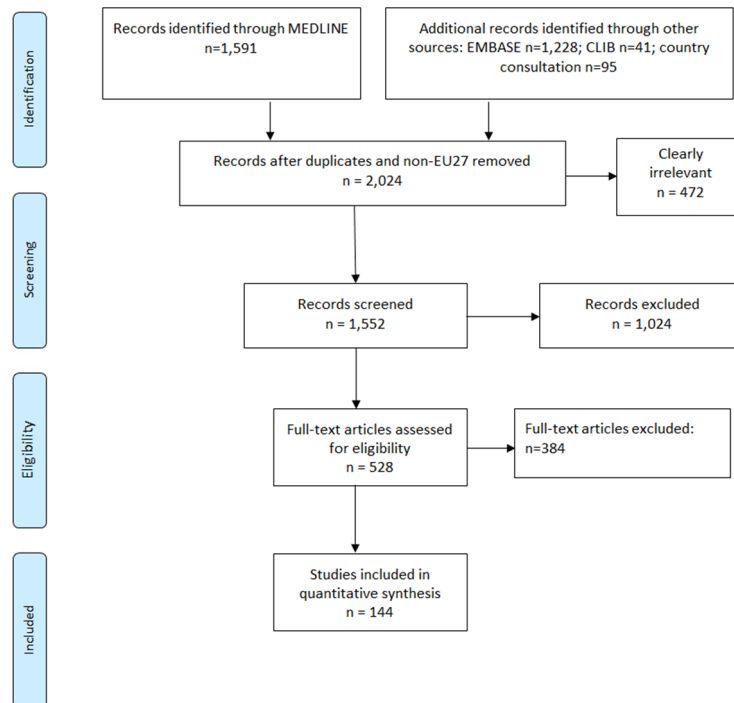 Identification
Records identified through MEDLINE
n=1,591
Additional records identified through other
sources: EMBASE n=1,228; CLIB n=41; country
consultation n=95
Records after duplicates and non-EU27 removed
n = 2,024
Clearly
irrelevant
n = 472
Screening
Records screened
n = 1,552
Records excluded
n = 1,024
Eligibility
Full-text articles assessed
for eligibility
n = 528
Full-text articles excluded:
n=384
Included
Studies included in
quantitative synthesis
n = 144